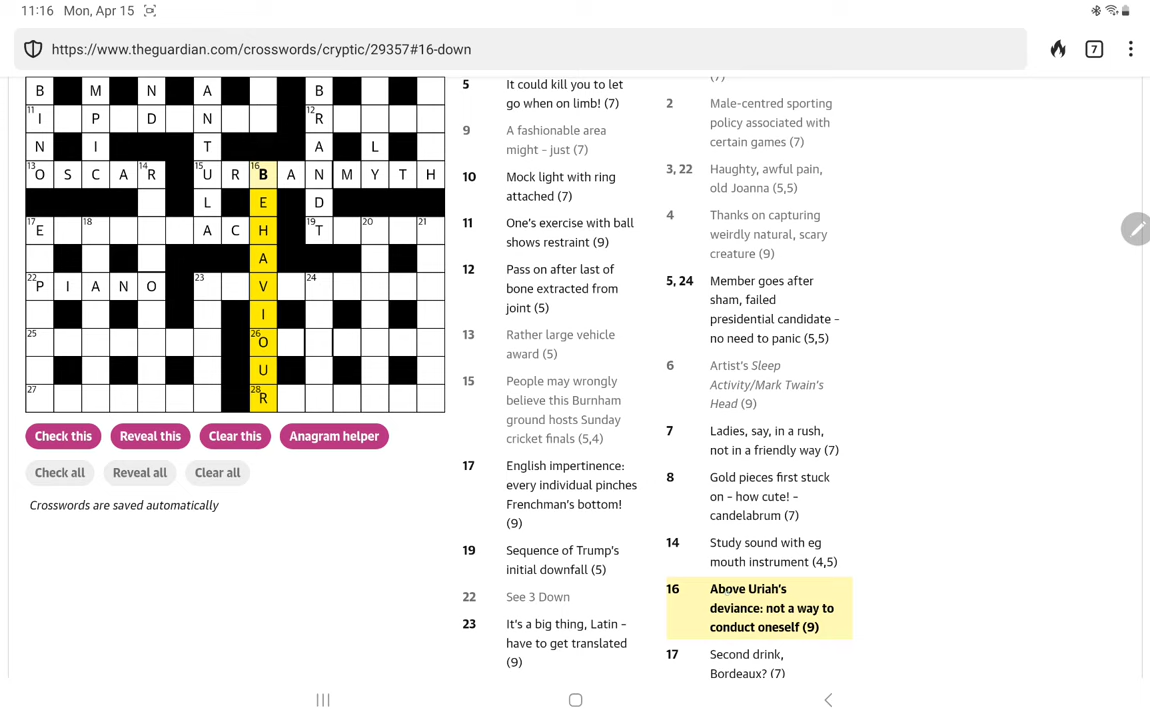 11:16 Mon, Apr 15
https://www.theguardian.com/crosswords/cryptic/29357#16-down
7
B M N A B
11 I P D N 12 R
N I T A L
13 O S C A 14 R 15 U R 16 B A N M Y T H
L E D
17 E 18 A C H 19 T 20 21
A
22 P I A N O 23 V 24
I
25 26 O
U
27 28 R
Check this Reveal this Clear this Anagram helper
Check all Reveal all Clear all
Crosswords are saved automatically
5 It could kill you to let
go when on limb! (7)
9 A fashionable area
might – just (7)
10 Mock light with ring
attached (7)
11 One's exercise with ball
shows restraint (9)
12 Pass on after last of
bone extracted from
joint (5)
13 Rather large vehicle
award (5)
15 People may wrongly
believe this Burnham
ground hosts Sunday
cricket finals (5,4)
17 English impertinence:
every individual pinches
Frenchman's bottom!
(9)
19 Sequence of Trump's
initial downfall (5)
22 See 3 Down
23 It's a big thing, Latin –
have to get translated
(9)
(7)
2 Male-centred sporting
policy associated with
certain games (7)
3, 22 Haughty, awful pain,
old Joanna (5,5)
4 Thanks on capturing
weirdly natural, scary
creature (9)
5, 24 Member goes after
sham, failed
presidential candidate –
no need to panic (5,5)
6 Artist's Sleep
Activity/Mark Twain's
Head (9)
7 Ladies, say, in a rush,
not in a friendly way (7)
8 Gold pieces first stuck
on – how cute! –
candelabrum (7)
14 Study sound with eg
mouth instrument (4,5)
16 Above Uriah's
deviance: not a way to
conduct oneself (9)
17 Second drink,
Bordeaux? (7)